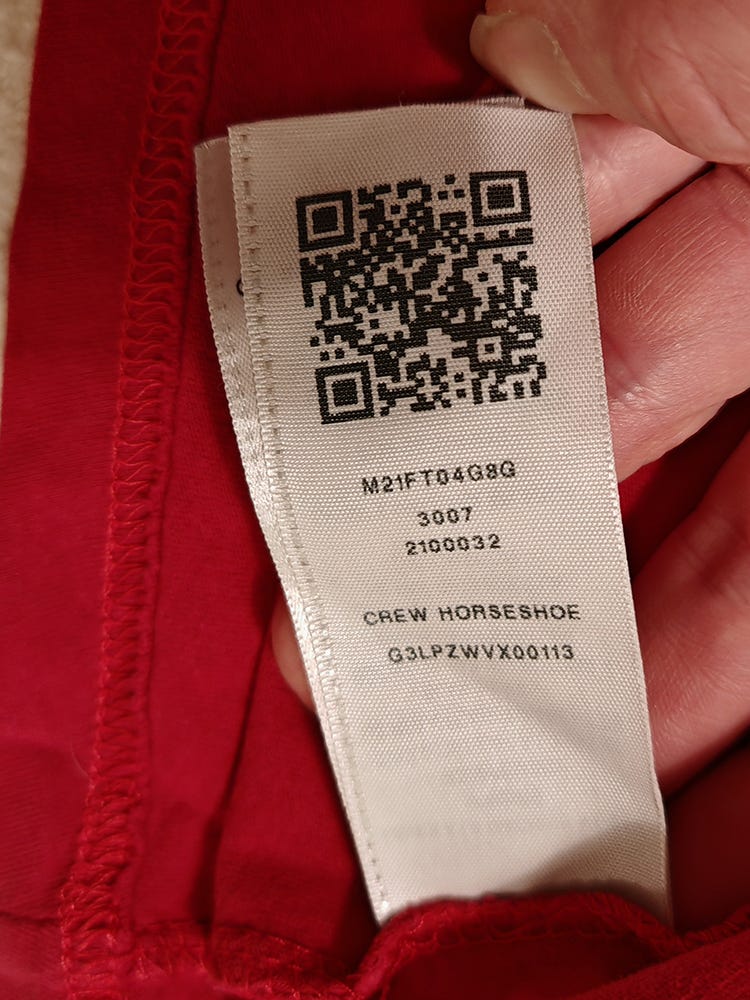 M21FT04G8G
3007
2100032
CREW HORSESHOE
G3LPZWVX00113